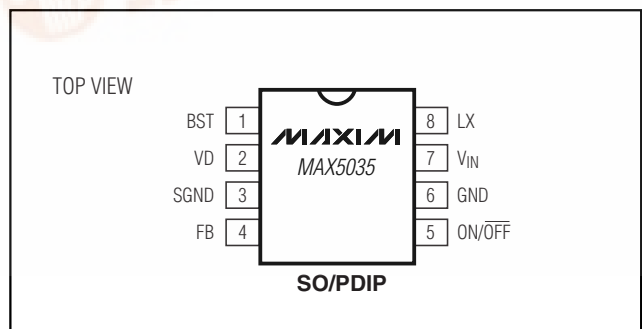 TOP VIEW
BST 1
VD 2
SGND 3
FB 4
MAXIM
MAX5035
8 LX
7 VIN
6 GND
5 ON/OFF
SO/PDIP